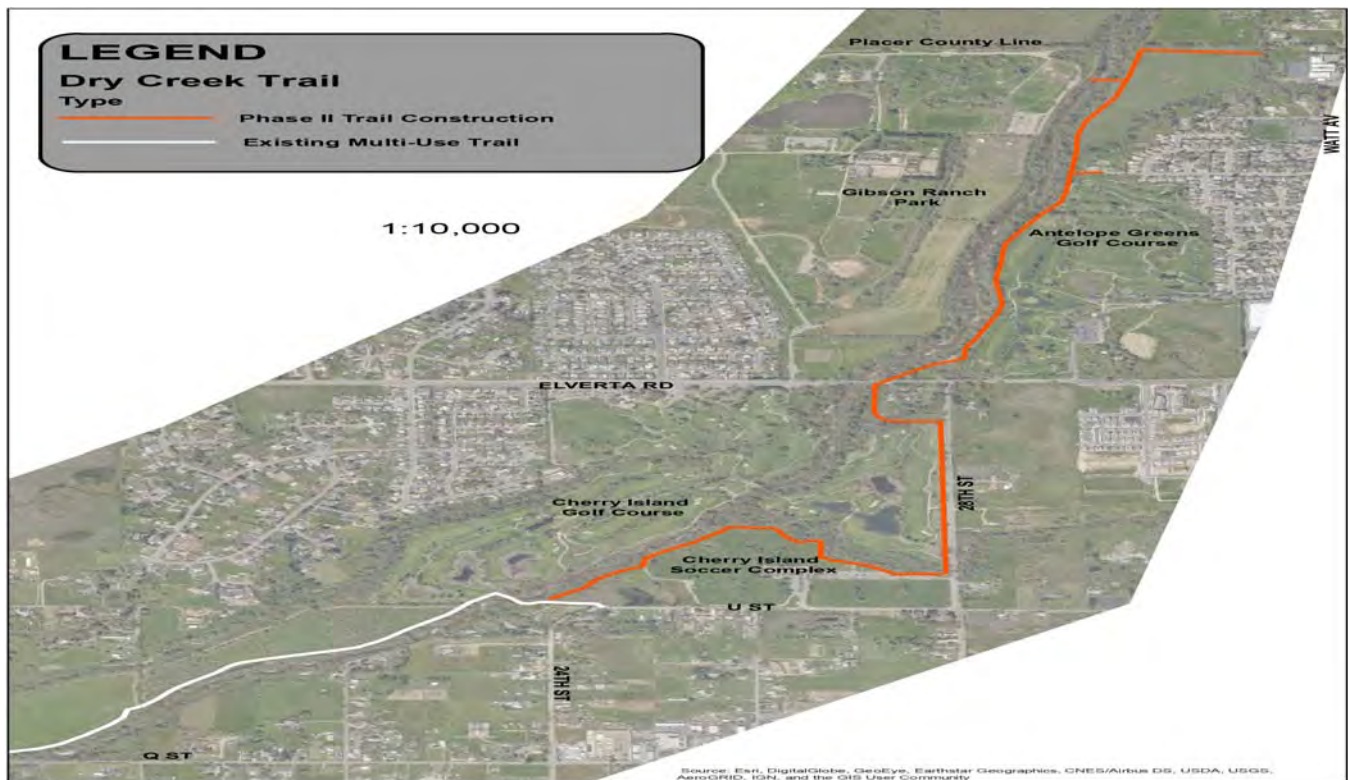 LEGEND
Dry Creek Trail
Type
Phase II Trail Construction
Existing Multi-Use Trail
1:10,000
Placer County Line
WATT AV
Gibson Ranch
Park
Antelope Greens
Golf Course
ELVERTA RD
28TH ST
Cherry Island
Golf Course
Cherry Island
Soccer Complex
U ST
24TH ST
Q ST
Source: Esri, DigitalGlobe, GeoEye, Earthstar Geographics, CNES/Airbus DS, USDA, USGS,
AeroGRID, IGN, and the GIS User Community